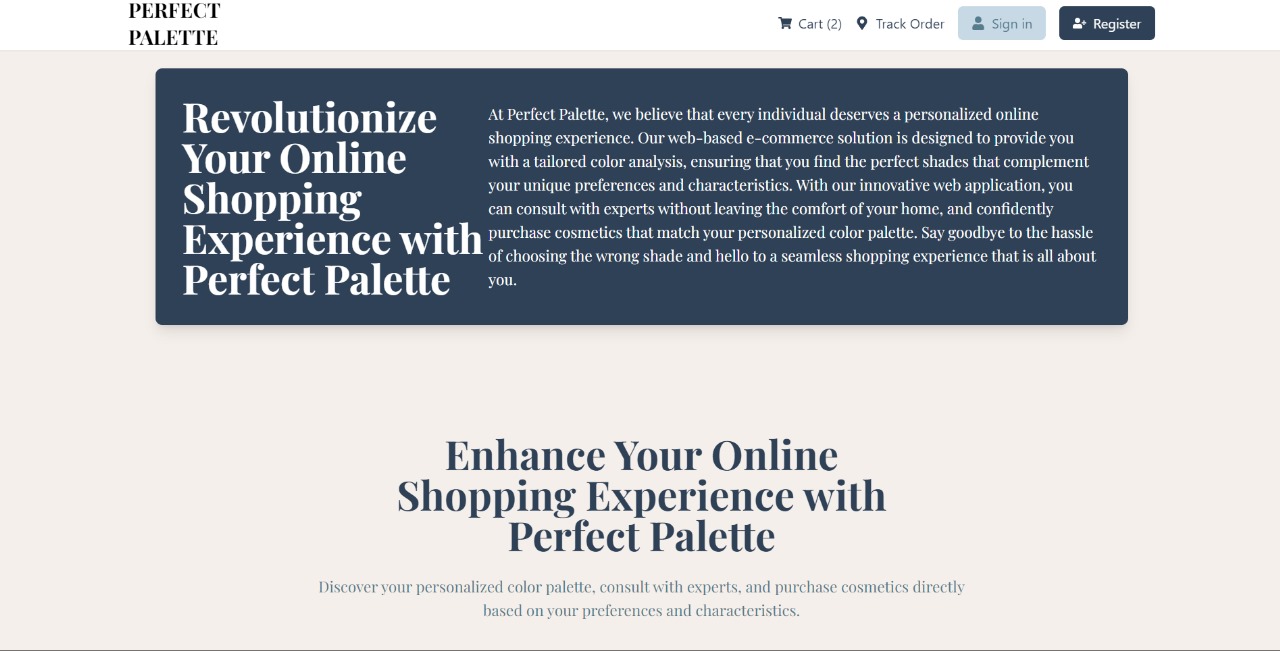 PERFECT
PALETTE
Cart (2) Track Order Sign in Register
Revolutionize
Your Online
Shopping
Experience with
Perfect Palette
At Perfect Palette, we believe that every individual deserves a personalized online
shopping experience. Our web-based e-commerce solution is designed to provide you
with a tailored color analysis, ensuring that you find the perfect shades that complement
your unique preferences and characteristics. With our innovative web application, you
can consult with experts without leaving the comfort of your home, and confidently
purchase cosmetics that match your personalized color palette. Say goodbye to the hassle
of choosing the wrong shade and hello to a seamless shopping experience that is all about
you.
Enhance Your Online
Shopping Experience with
Perfect Palette
Discover your personalized color palette, consult with experts, and purchase cosmetics directly
based on your preferences and characteristics.